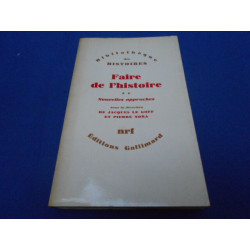 Bibliothèque
des
HISTOIRES
Faire
de l'histoire
**
Nouvelles approches
Sous la direction
DE JACQUES LE GOFF
ET PIERRE NORA
nrf
Éditions Gallimard